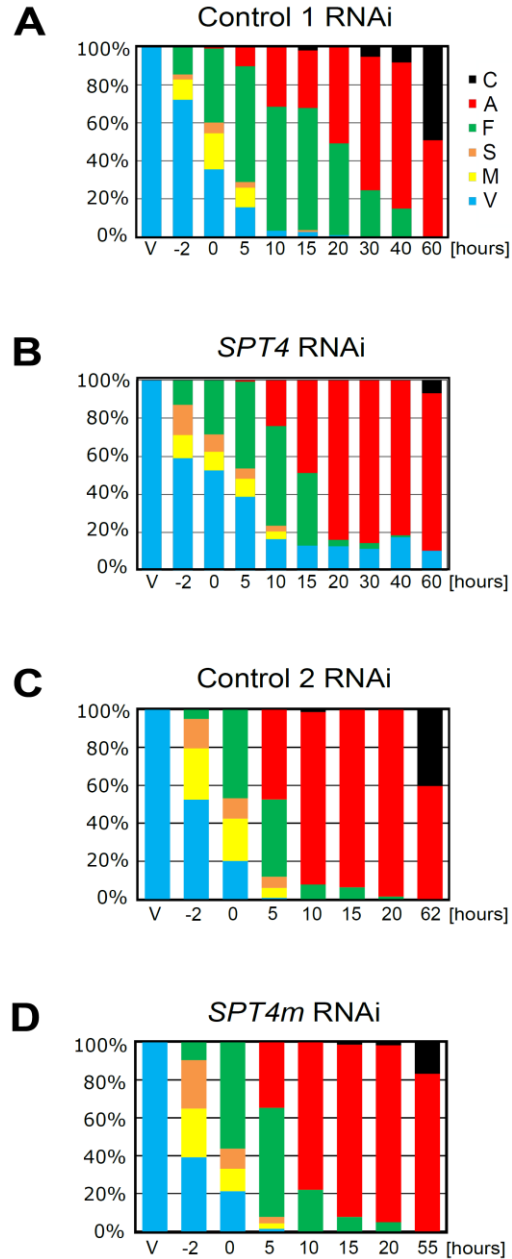 A
Control 1 RNAi
100%
80%
60%
40%
20%
0%
V -2 0 5 10 15 20 30 40 60 [hours]
C
A
F
S
M
V
B
SPT4 RNAi
100%
80%
60%
40%
20%
0%
V -2 0 5 10 15 20 30 40 60 [hours]
C
Control 2 RNAi
100%
80%
60%
40%
20%
0%
V -2 0 5 10 15 20 62 [hours]
D
SPT4m RNAi
100%
80%
60%
40%
20%
0%
V -2 0 5 10 15 20 55 [hours]